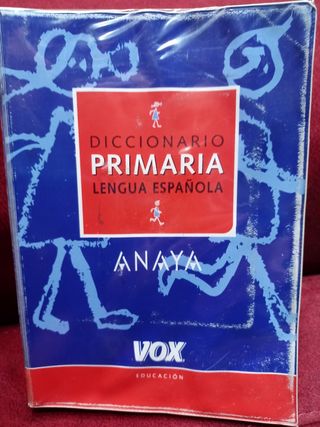 DICCIONARIO
PRIMARIA
LENGUA ESPAÑOLA
ANAYA
VOX
EDUCACIÓN